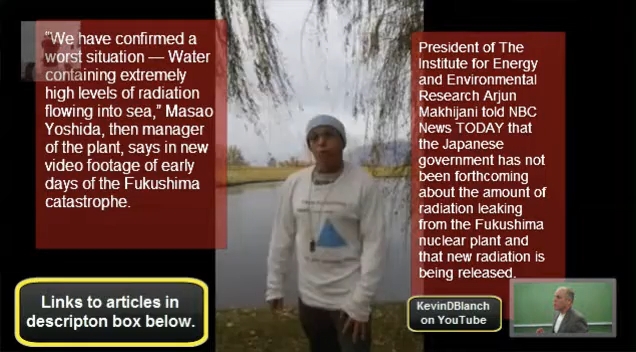 "We have confirmed a
worst situation — Water
containing extremely
high levels of radiation
flowing into sea," Masao
Yoshida, then manager
of the plant, says in new
video footage of early
days of the Fukushima
catastrophe.
President of The
Institute for Energy
and Environmental
Research Arjun
Makhijani told NBC
News TODAY that
the Japanese
government has not
been forthcoming
about the amount of
radiation leaking
from the Fukushima
nuclear plant and
that new radiation is
being released.
Links to articles in
descripton box below.
KevinDBlanch
on YouTube